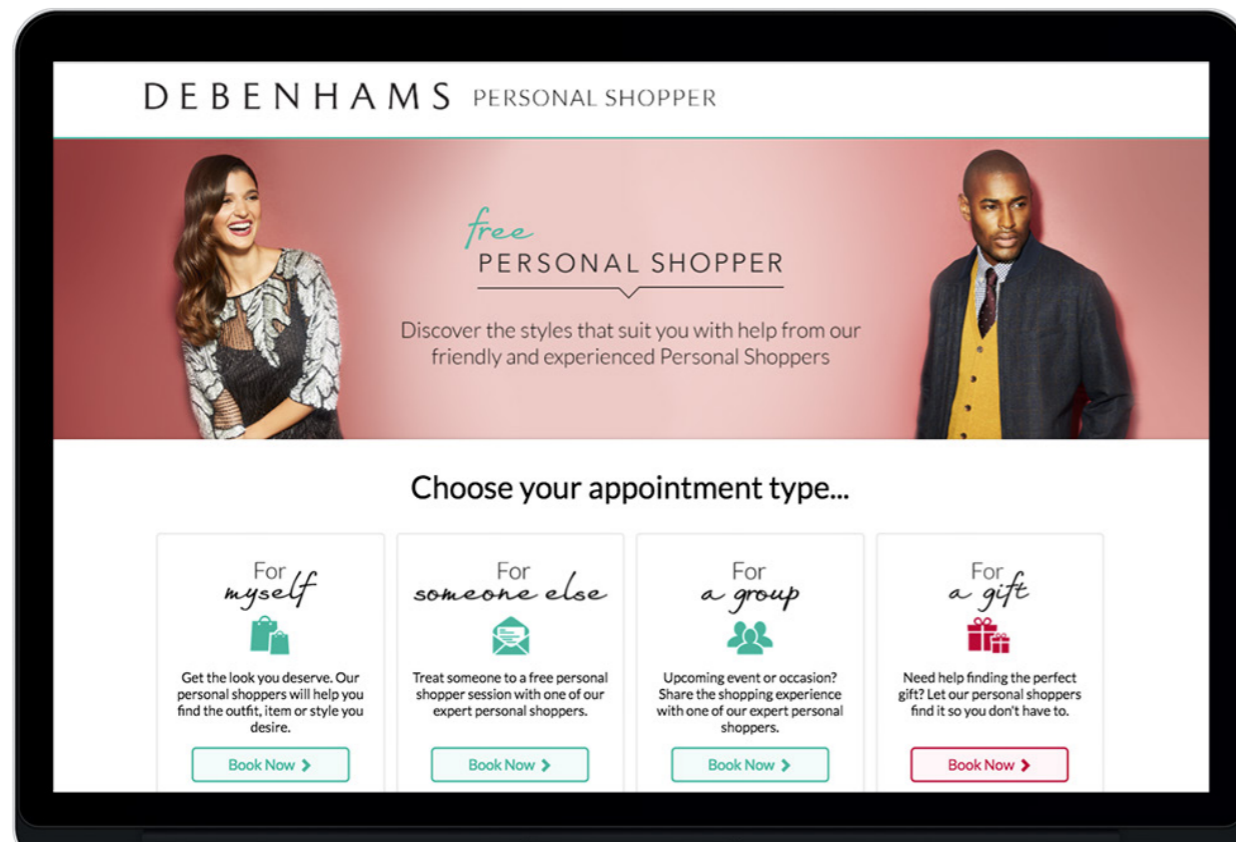 DEBENHAMS PERSONAL SHOPPER
free
PERSONAL SHOPPER
Discover the styles that suit you with help from our
friendly and experienced Personal Shoppers
Choose your appointment type...
For
myself
Get the look you deserve. Our
personal shoppers will help you
find the outfit, item or style you
desire.
Book Now
For
someone else
Treat someone to a free personal
shopper session with one of our
expert personal shoppers.
Book Now
For
a group
Upcoming event or occasion?
Share the shopping experience
with one of our expert personal
shoppers.
Book Now
For
a gift
Need help finding the perfect
gift? Let our personal shoppers
find it so you don't have to.
Book Now